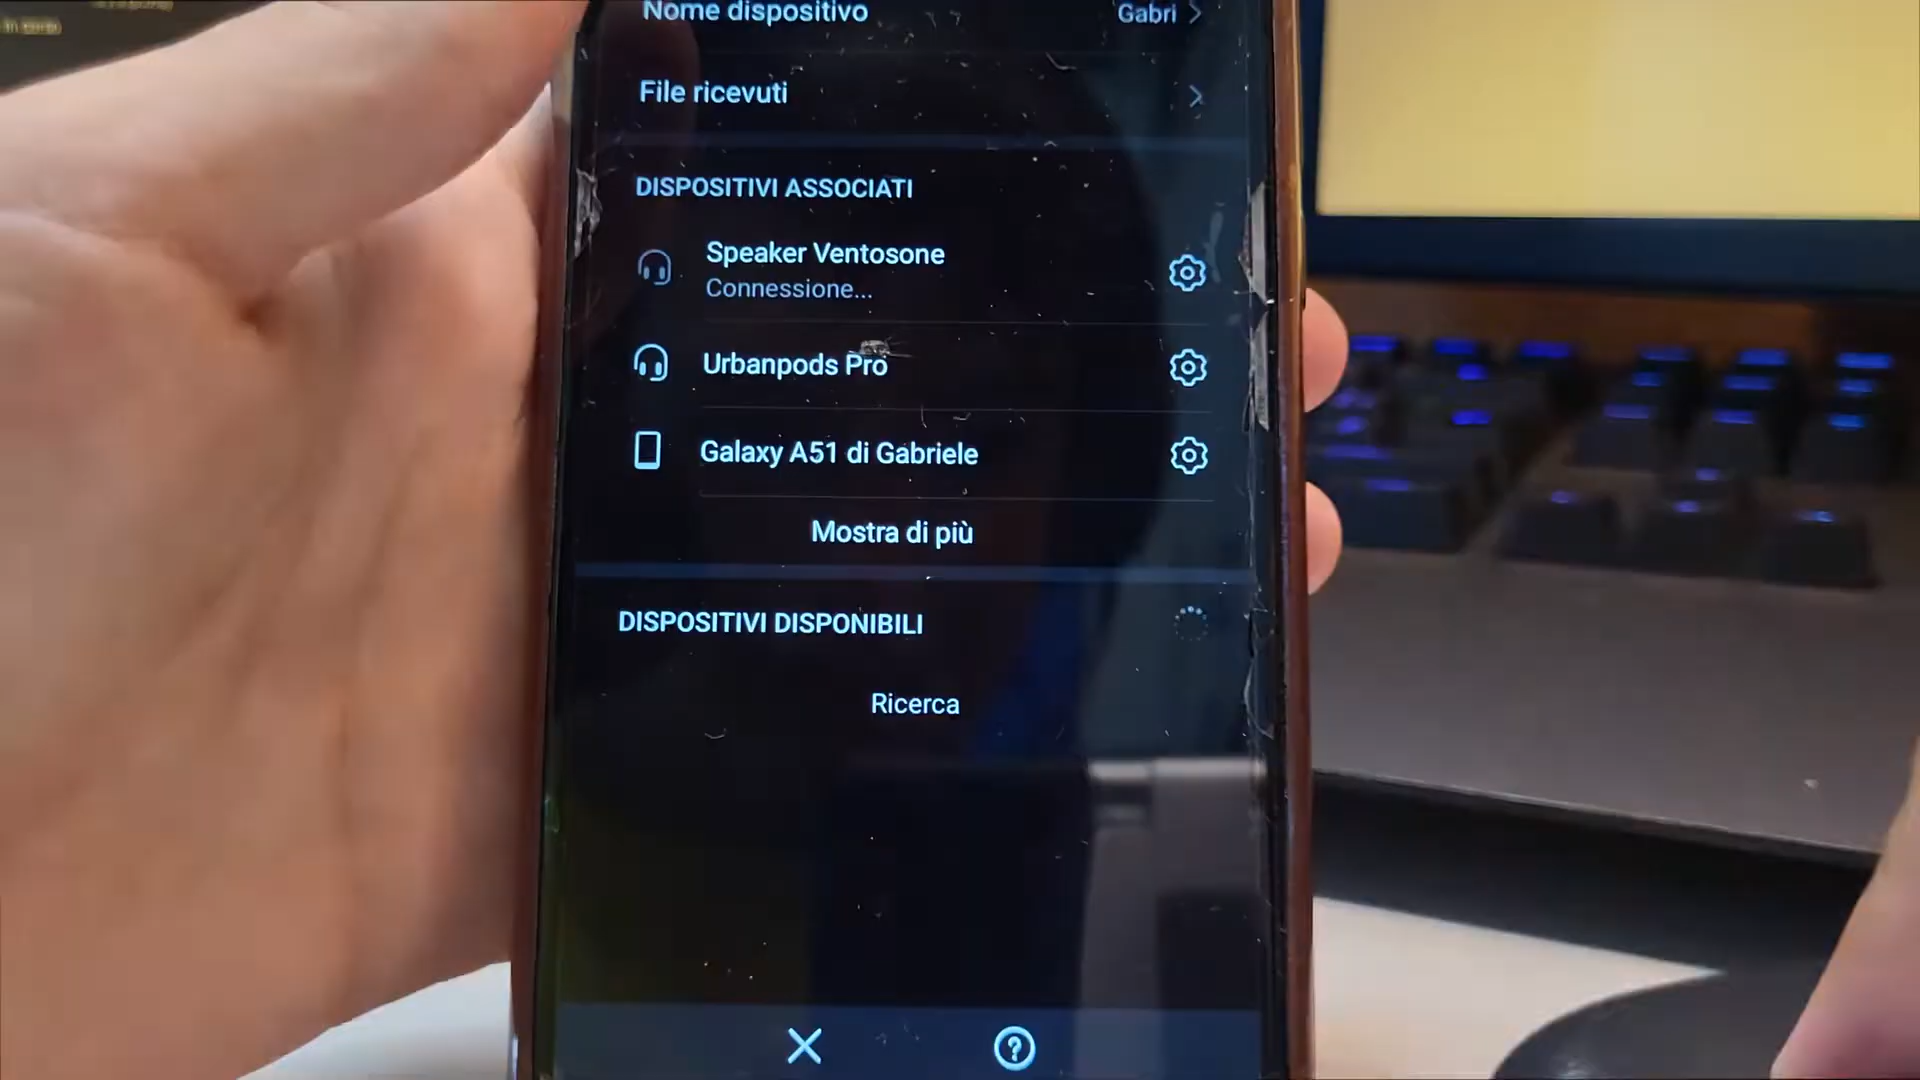 Nome dispositivo
Gabri
File ricevuti
DISPOSITIVI ASSOCIATI
Speaker Ventosone
Connessione...
Urbanpods Pro
Galaxy A51 di Gabriele
Mostra di più
DISPOSITIVI DISPONIBILI
Ricerca